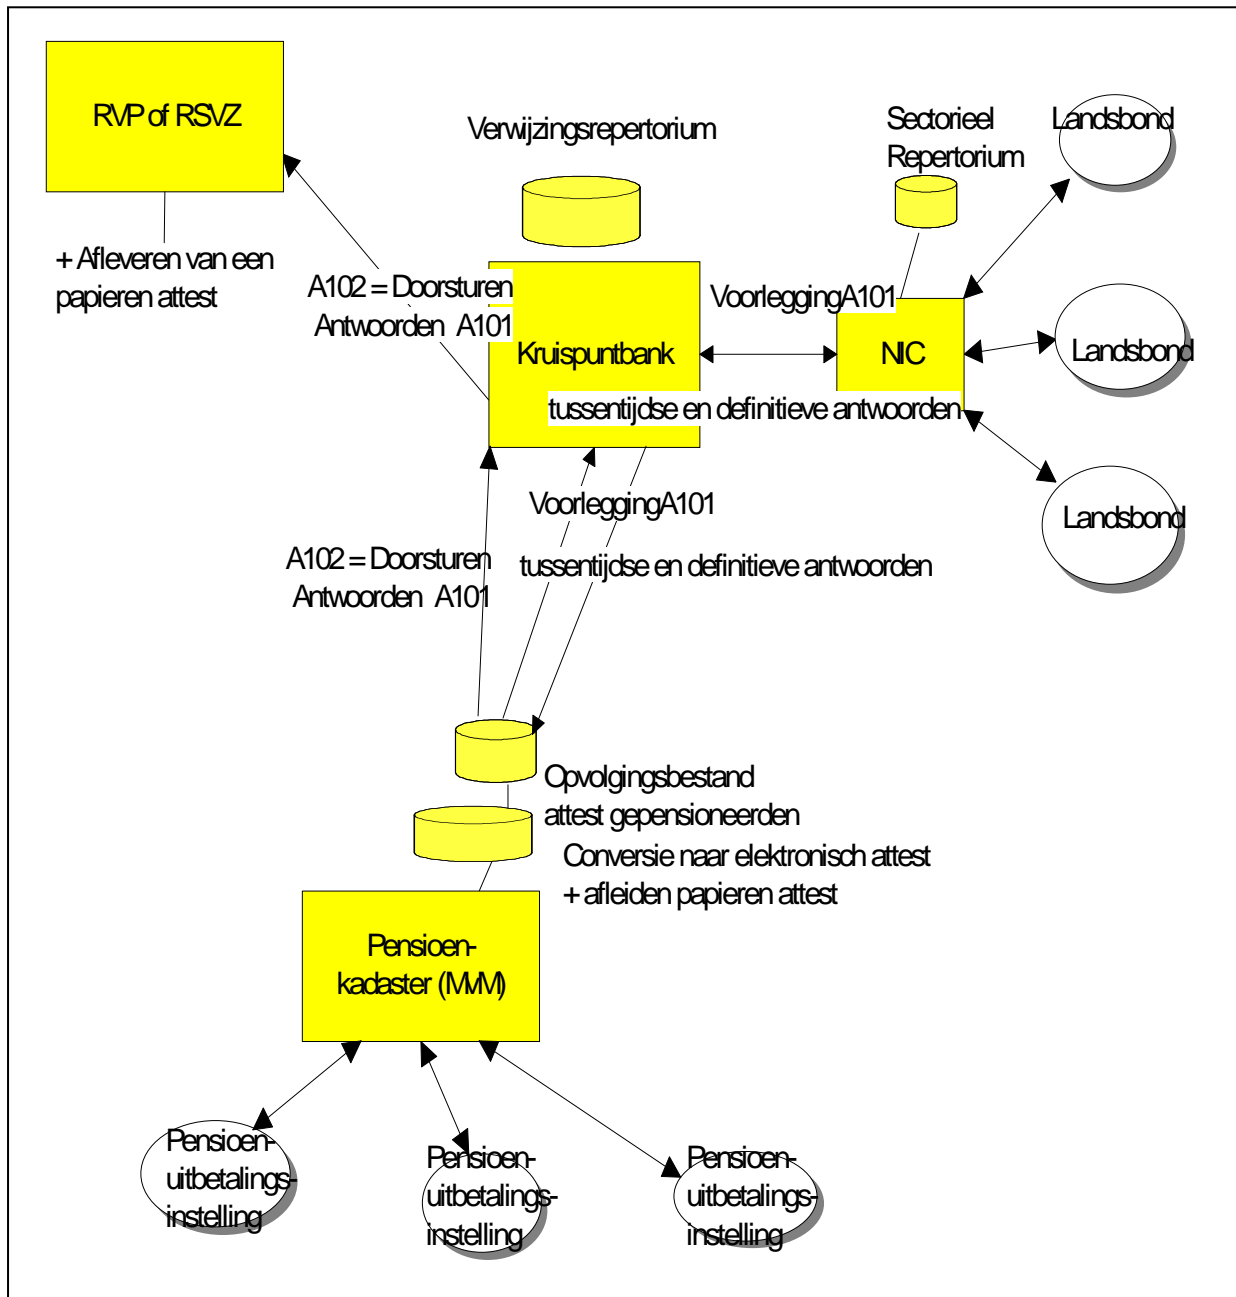 RVP of RSVZ
Verwijzingsrepertorium
Sectorieel
Repertorium
Landsbond
+ Afleveren van een
papieren attest
A102 = Doorsturen
Antwoorden A101
VoorleggingA101
Kruispuntbank
NIC
Landsbond
tussentijdse en definitieve antwoorden
Landsbond
VoorleggingA101
A102 = Doorsturen
Antwoorden A101
tussentijdse en definitieve antwoorden
Opvolgingsbestand
attest gepensioneerden
Conversie naar elektronisch attest
+ afleiden papieren attest
Pensioen-
kadaster (MvM)
Pensioen-
uitbetalings-
instelling
Pensioen-
uitbetalings-
instelling
Pensioen-
uitbetalings-
instelling